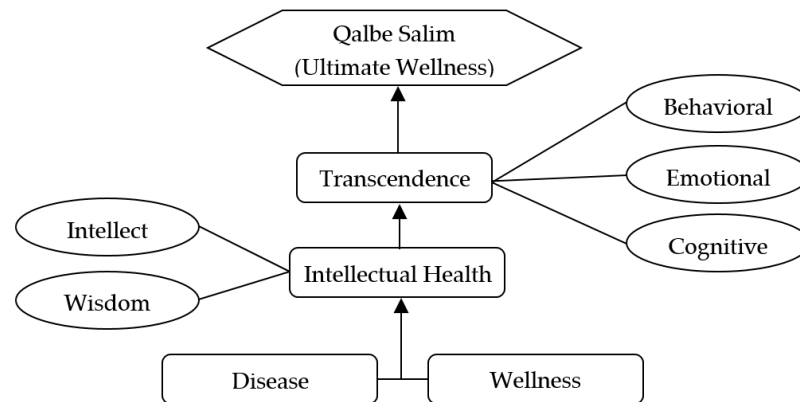 Qalbe Salim
(Ultimate Wellness)
Behavioral
Transcendence
Emotional
Intellect
Cognitive
Intellectual Health
Wisdom
Disease
Wellness